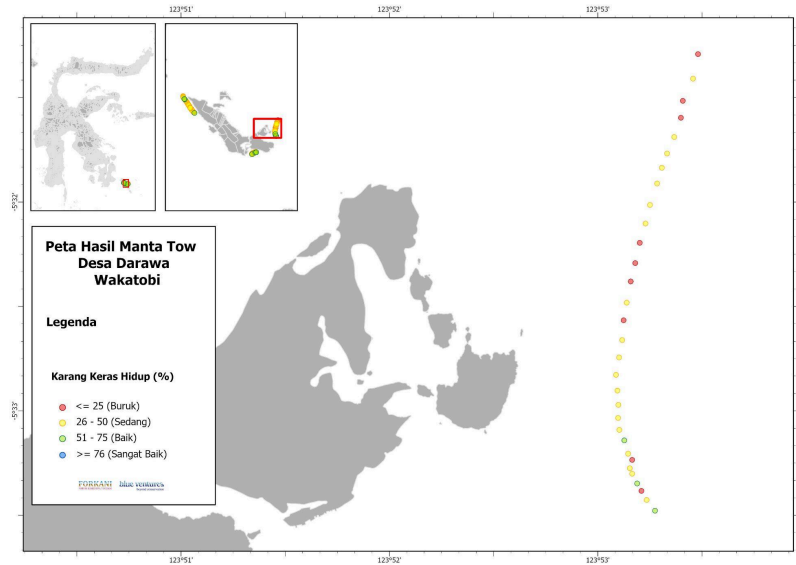 123°51'
123°52'
123°53'
-5°32'
-5°33'
Peta Hasil Manta Tow
Desa Darawa
Wakatobi
Legenda
Karang Keras Hidup (%)
<= 25 (Buruk)
26 - 50 (Sedang)
51 - 75 (Baik)
>= 76 (Sangat Baik)
FORKANI
blue ventures
123°51'
123°52'
123°53'